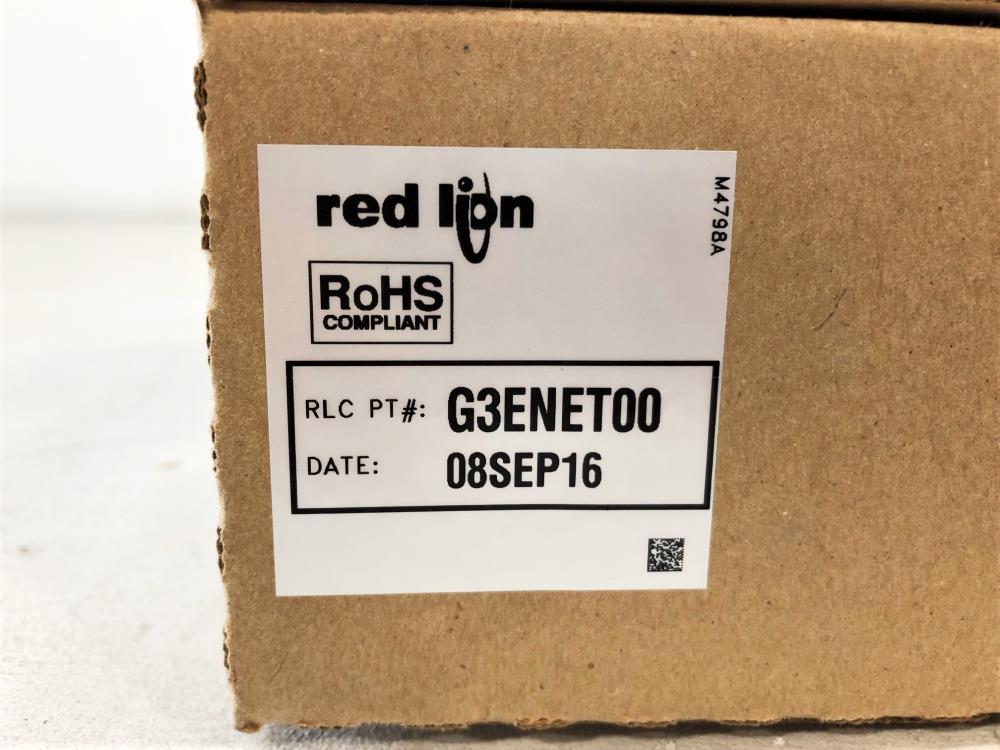 red lion
M4798A
RoHS
COMPLIANT
RLC PT#: G3ENET00
DATE: 08SEP16